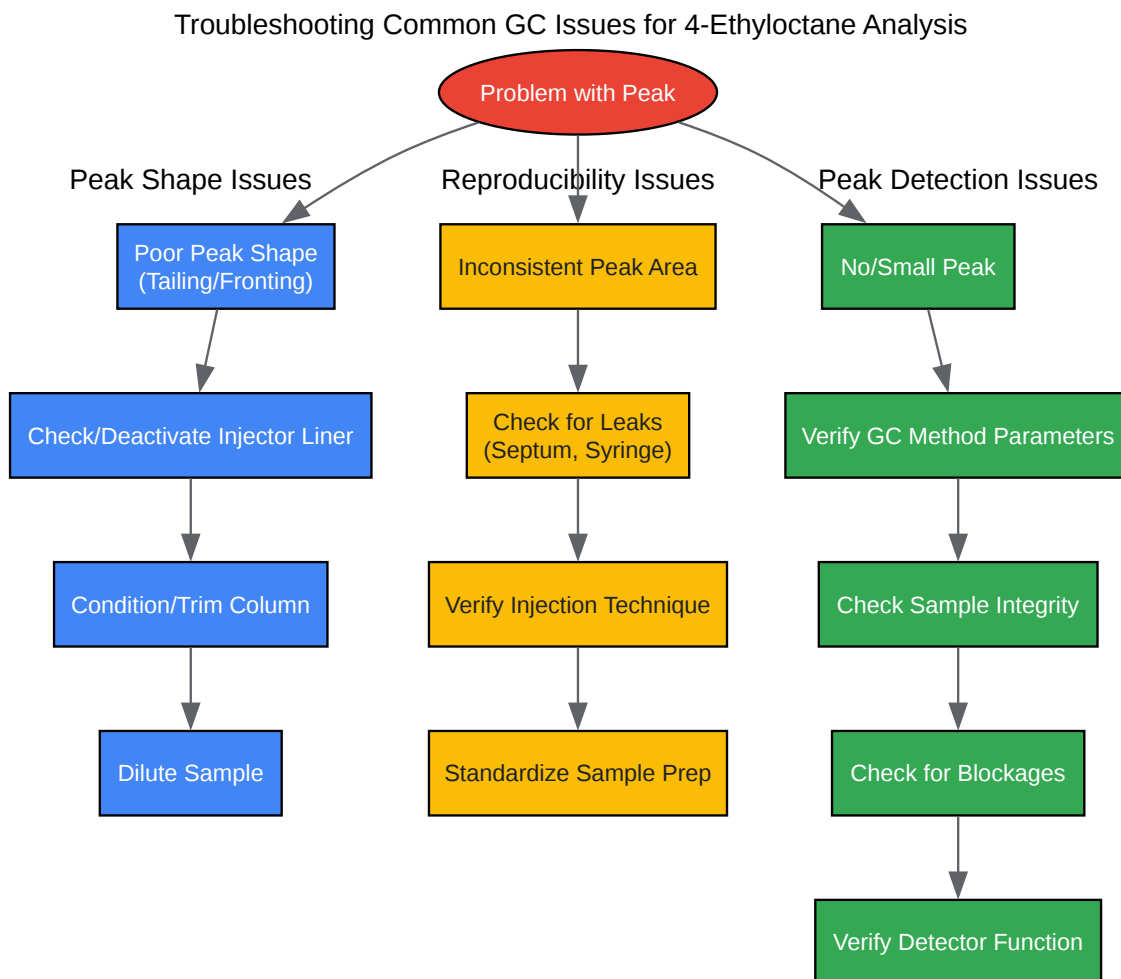 Troubleshooting Common GC Issues for 4-Ethyloctane Analysis
Problem with Peak
Peak Shape Issues
Reproducibility Issues
Peak Detection Issues
Poor Peak Shape
(Tailing/Fronting)
Inconsistent Peak Area
No/Small Peak
Check/Deactivate Injector Liner
Check for Leaks
(Septum, Syringe)
Verify GC Method Parameters
Condition/Trim Column
Verify Injection Technique
Check Sample Integrity
Dilute Sample
Standardize Sample Prep
Check for Blockages
Verify Detector Function